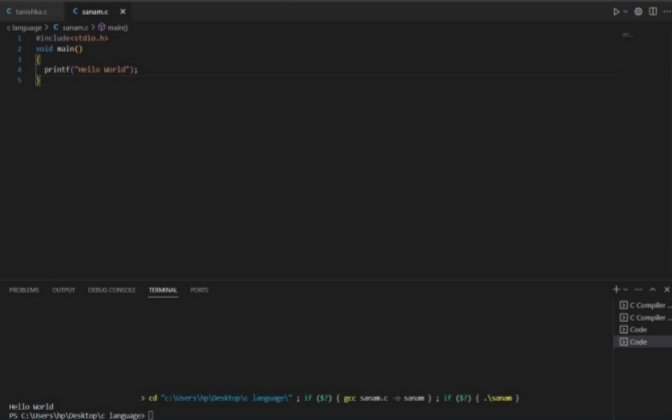 tanishka.c
sanam.c
c language > sanam.c > main()
1 #include<stdio.h>
2 void main()
3 {
4 printf("Hello World");
5 }
PROBLEMS OUTPUT DEBUG CONSOLE TERMINAL PORTS
C Compiler ...
C Compiler ...
Code
Code
> cd "c:\Users\hp\Desktop\c language\" ; if ($?) { gcc sanam.c -o sanam } ; if ($?) { .\sanam }
Hello World
PS C:\Users\hp\Desktop\c language>